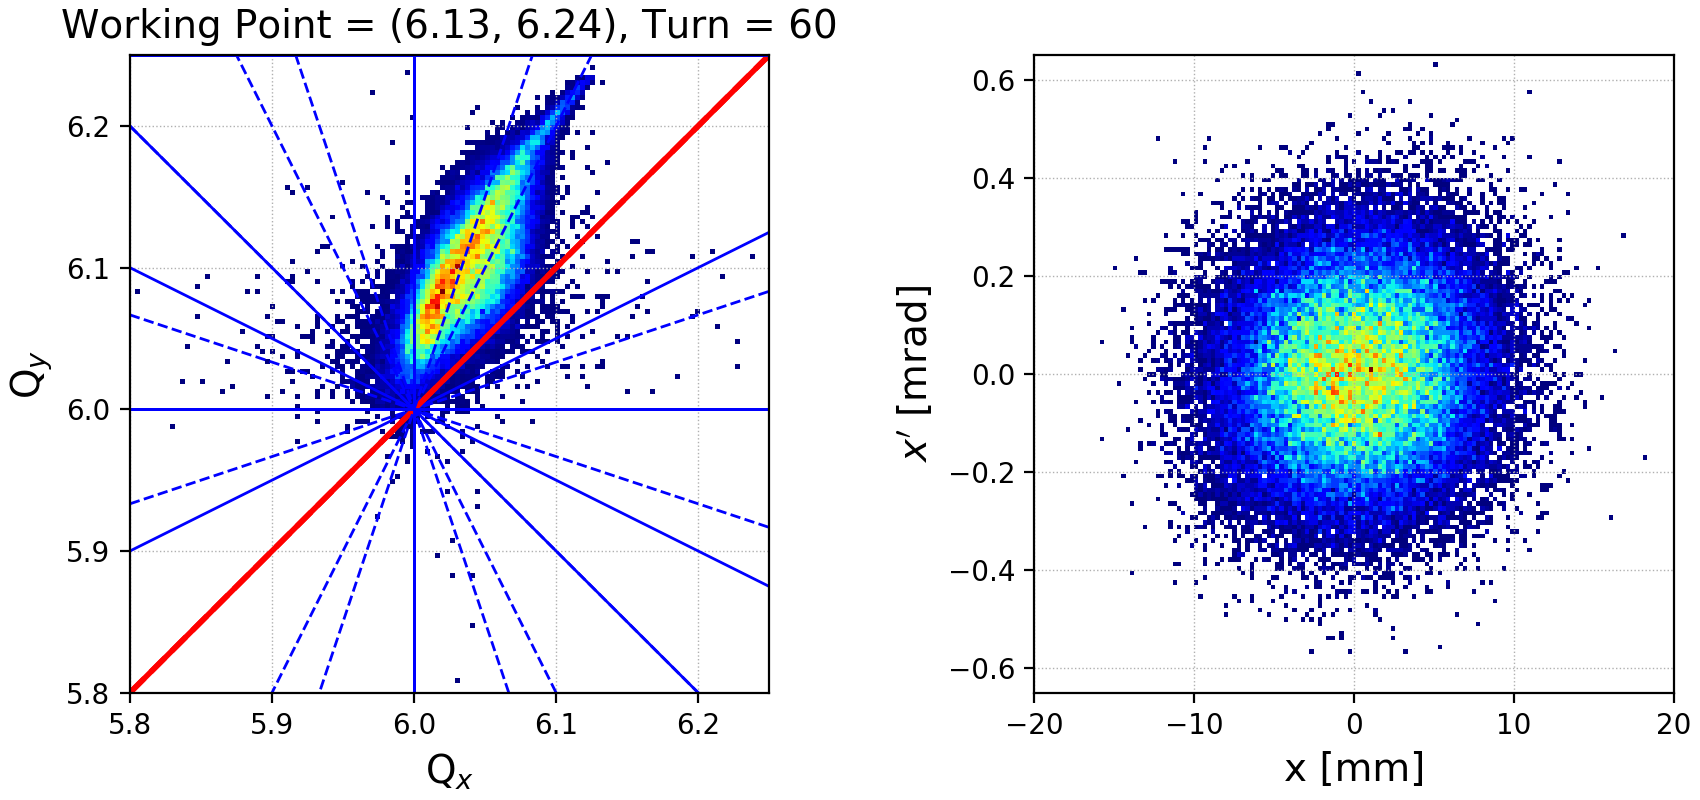 Working Point = (6.13, 6.24), Turn = 60
6.2
6.1
6.0
5.9
5.8
Qy
5.8 5.9 6.0 6.1 6.2
Qx
0.6
0.4
0.2
0.0
−0.2
−0.4
−0.6
x′ [mrad]
−20 −10 0 10 20
x [mm]